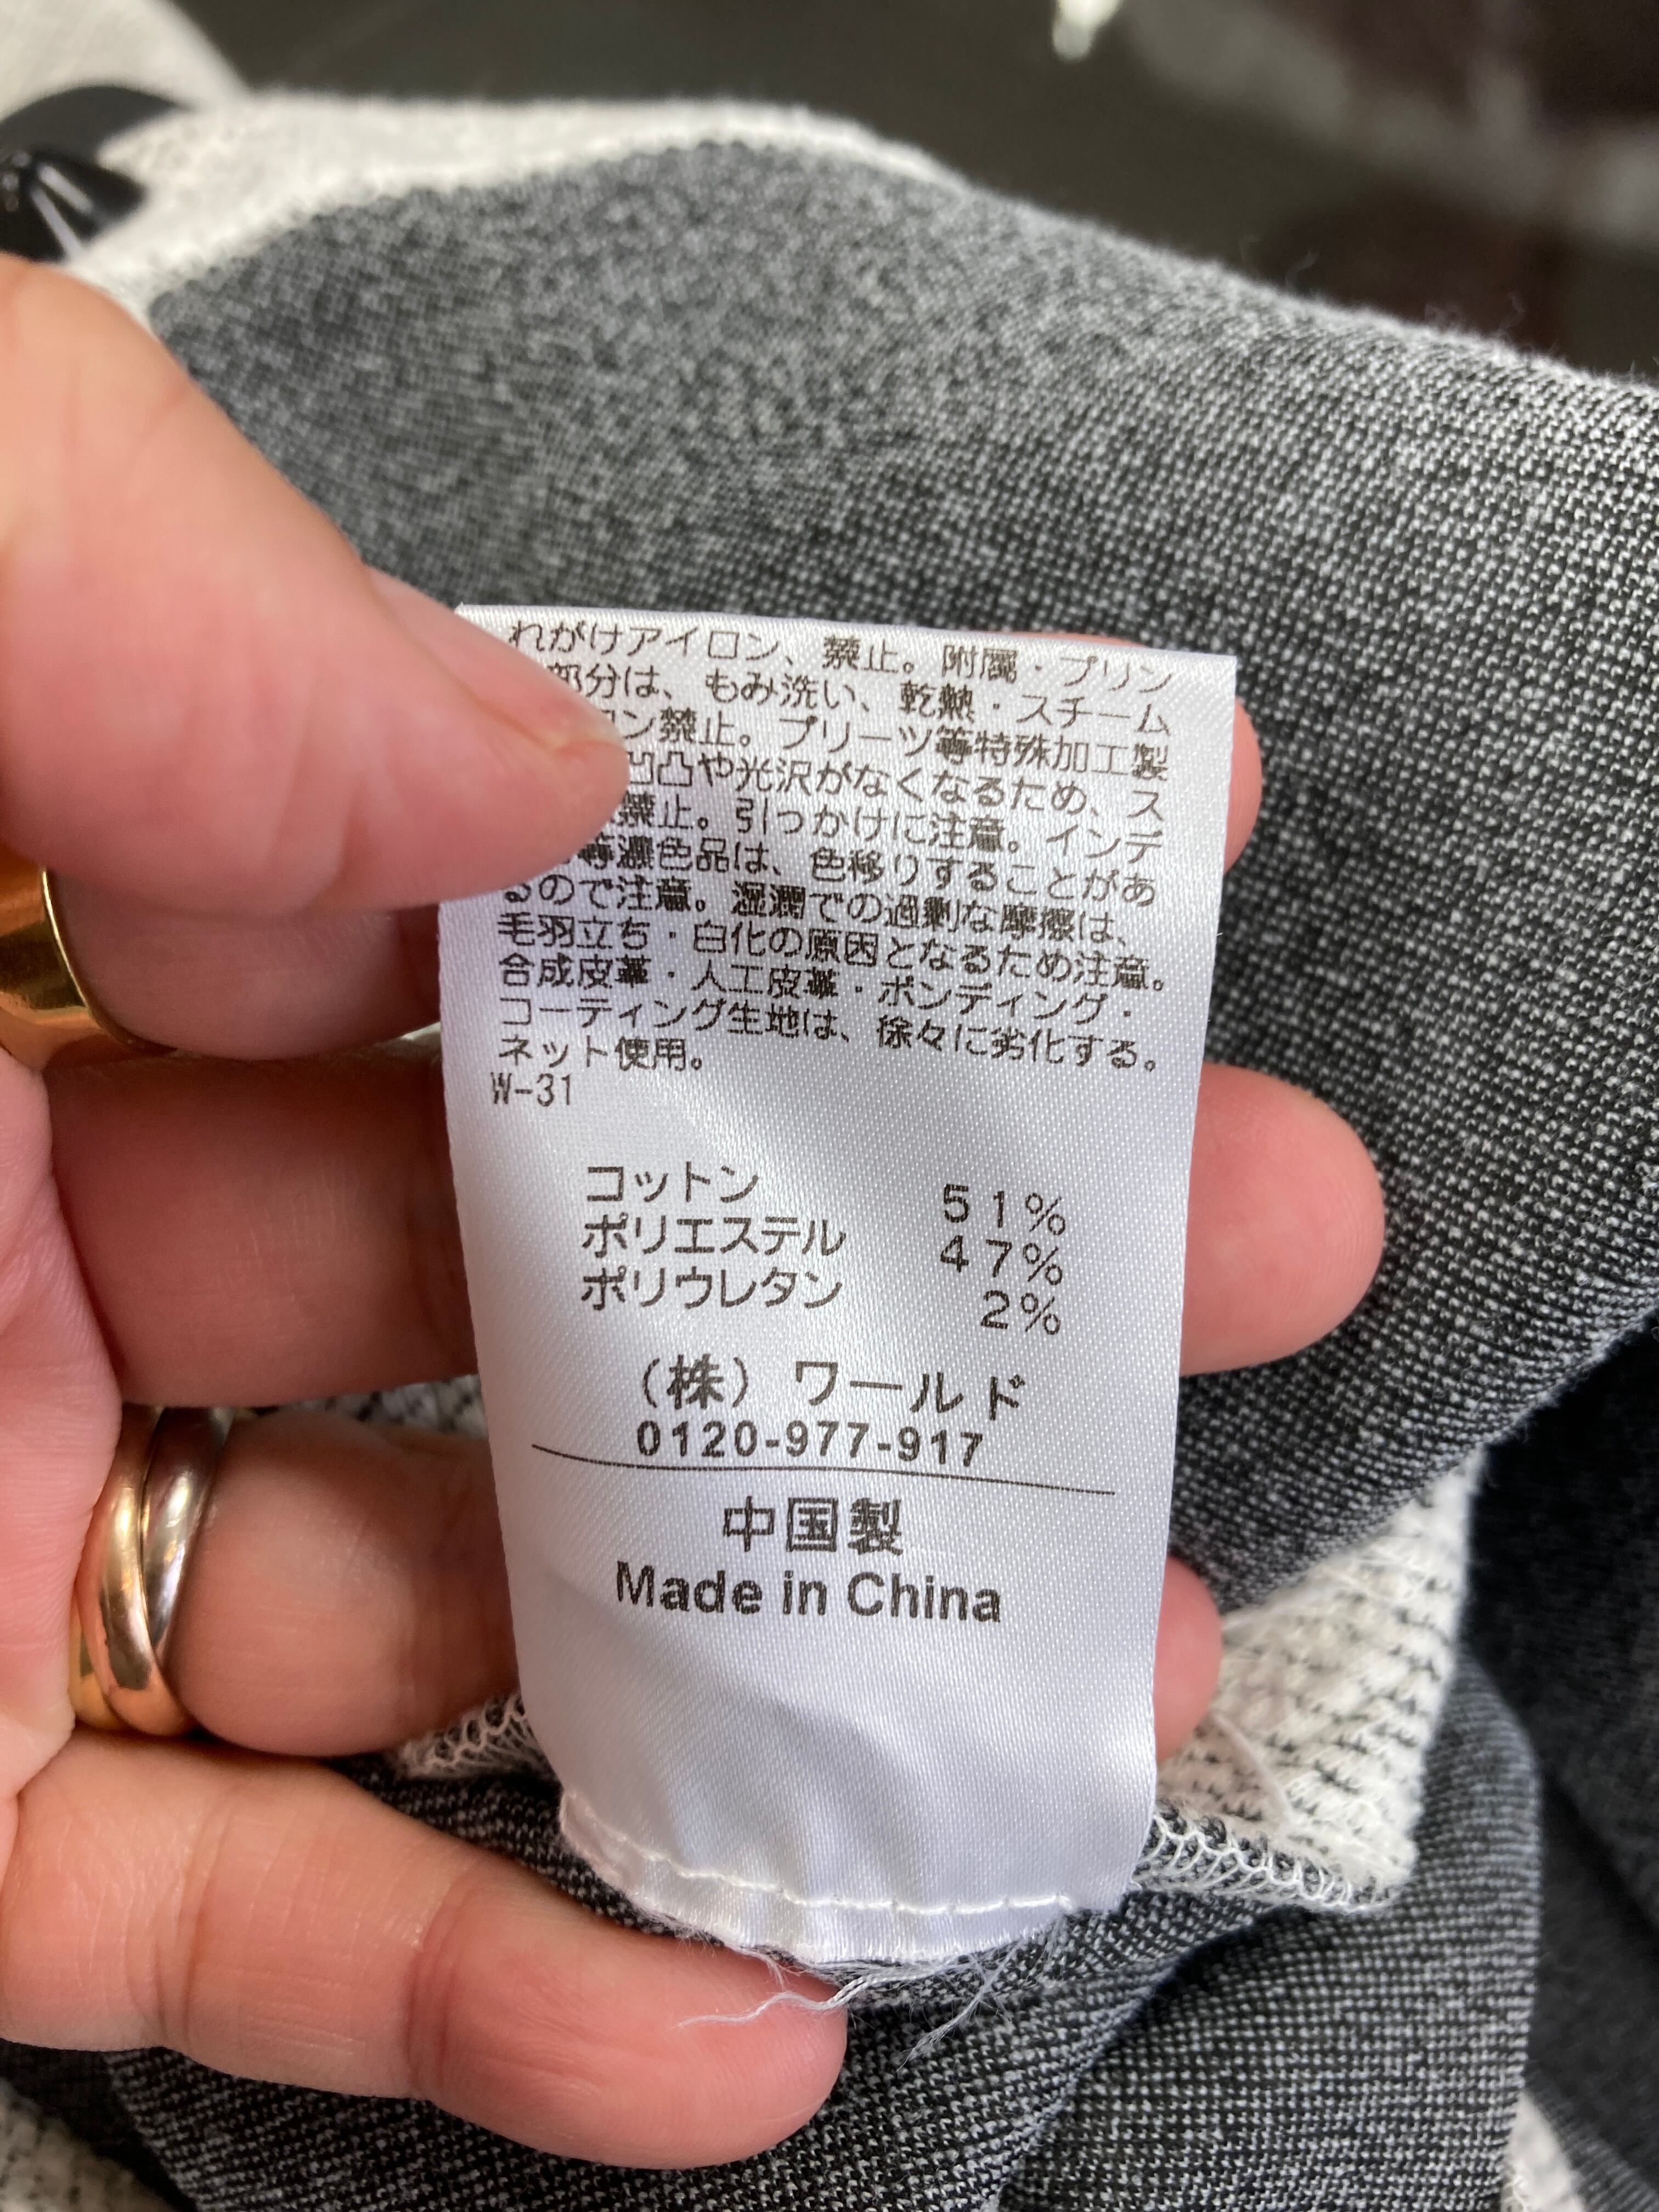 れがけアイロン、禁止。附属・プリン
部分は、もみ洗い、乾熱・スチーム
ン禁止。プリーツ等特殊加工製
凹凸や光沢がなくなるため、ス
禁止。引っかけに注意。インデ
等濃色品は、色移りすることがあ
るので注意。湿潤での過剰な摩擦は、
毛羽立ち・白化の原因となるため注意。
合成皮革・人工皮革・ボンディング・
コーティング生地は、徐々に劣化する。
ネット使用。
W-31
コットン 51%
ポリエステル 47%
ポリウレタン 2%
（株）ワールド
0120-977-917
中国製
Made in China